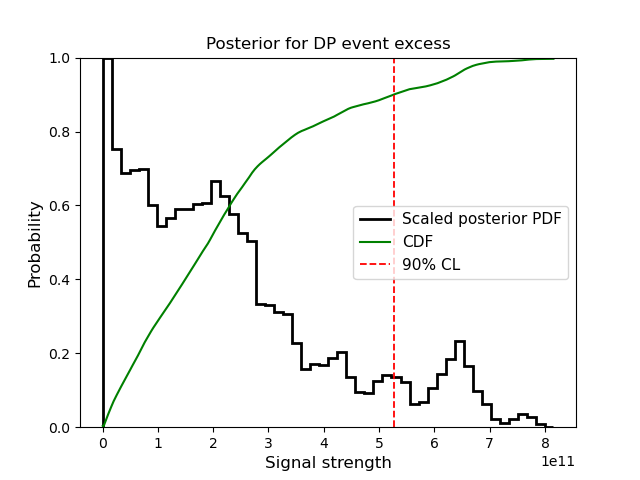 Posterior for DP event excess
1.0
0.8
0.6
0.4
0.2
0.0
Probability
Scaled posterior PDF
CDF
90% CL
0 1 2 3 4 5 6 7 8
1e11
Signal strength